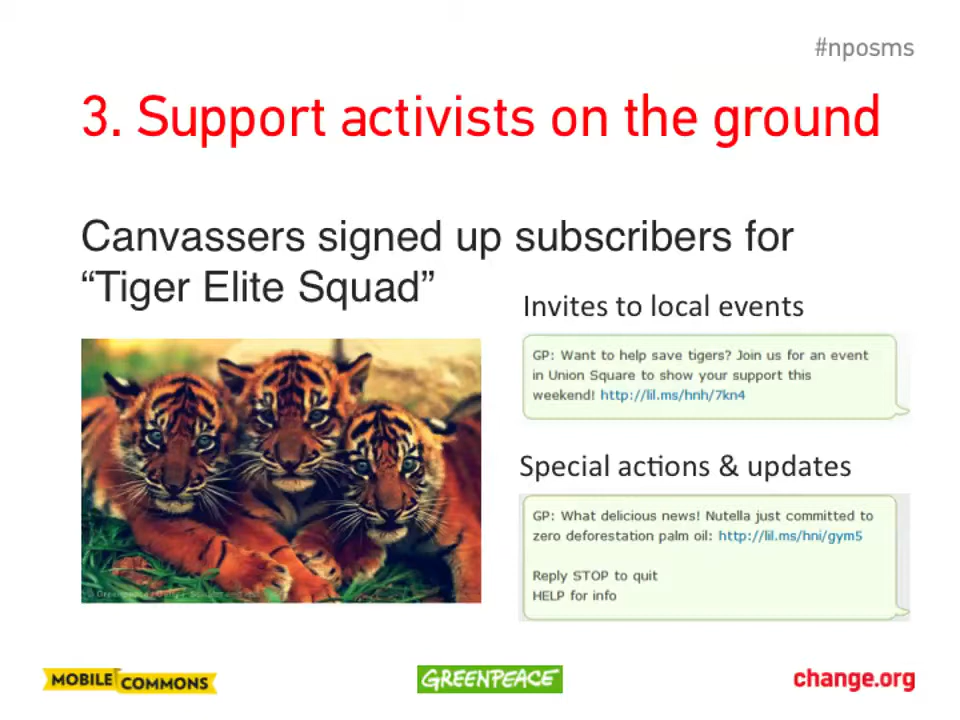 #nposms
3. Support activists on the ground
Canvassers signed up subscribers for
“Tiger Elite Squad”
Invites to local events
GP: Want to help save tigers? Join us for an event
in Union Square to show your support this
weekend! http://lil.ms/hnh/7kn4
Special actions & updates
GP: What delicious news! Nutella just committed to
zero deforestation palm oil: http://lil.ms/hni/gym5
Reply STOP to quit
HELP for info
MOBILE COMMONS
GREENPEACE
change.org